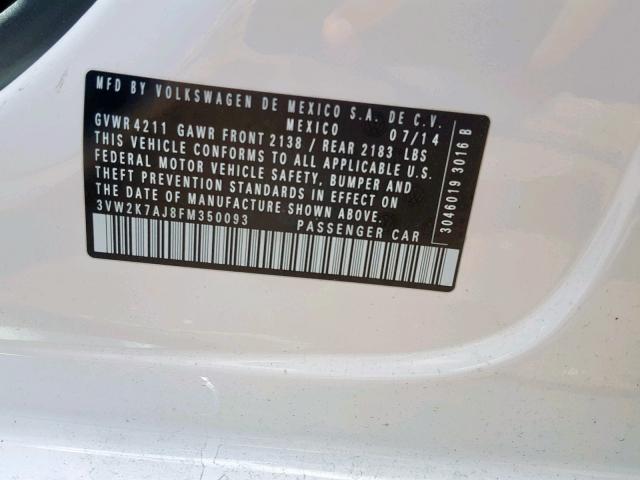 MFD BY VOLKSWAGEN DE MEXICO S.A. DE C.V.
MEXICO 07/14
GVWR 4211 GAWR FRONT 2138 / REAR 2183 LBS
THIS VEHICLE CONFORMS TO ALL APPLICABLE U.S.
FEDERAL MOTOR VEHICLE SAFETY, BUMPER AND
THEFT PREVENTION STANDARDS IN EFFECT ON
THE DATE OF MANUFACTURE SHOWN ABOVE.
3VW2K7AJ8FM350093 PASSENGER CAR
3046019 3016 B